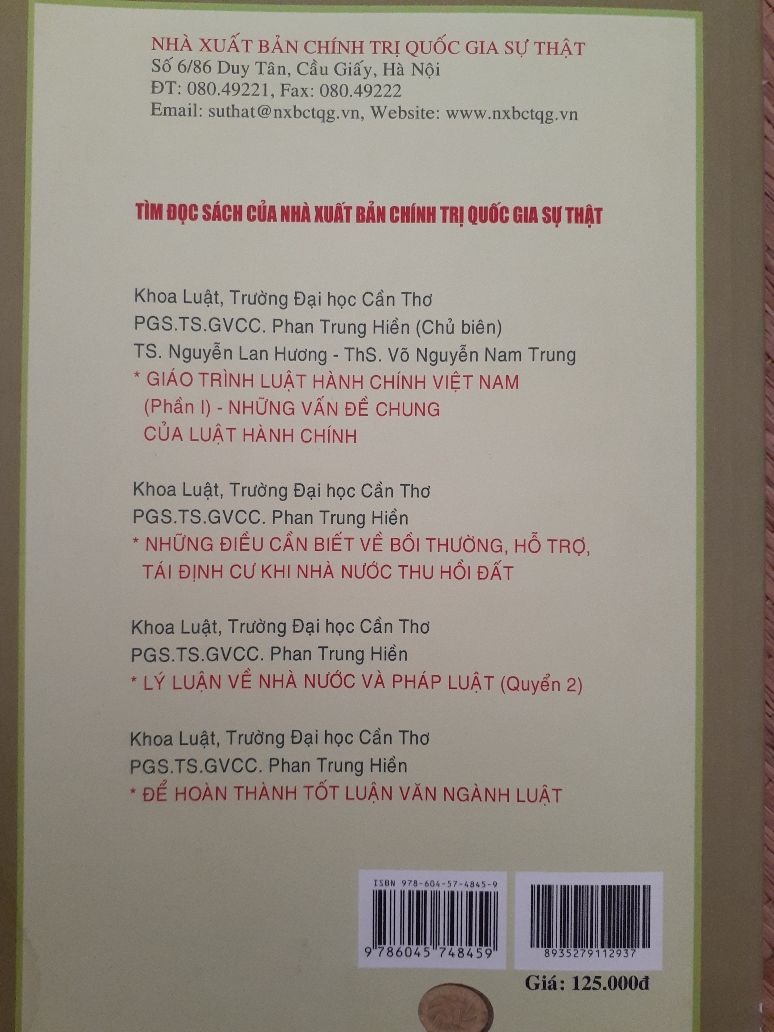 NHÀ XUẤT BẢN CHÍNH TRỊ QUỐC GIA SỰ THẬT
Số 6/86 Duy Tân, Cầu Giấy, Hà Nội
ĐT: 080.49221, Fax: 080.49222
Email: suthat@nxbctqg.vn, Website: www.nxbctqg.vn
TÌM ĐỌC SÁCH CỦA NHÀ XUẤT BẢN CHÍNH TRỊ QUỐC GIA SỰ THẬT
Khoa Luật, Trường Đại học Cần Thơ
PGS.TS.GVCC. Phan Trung Hiền (Chủ biên)
TS. Nguyễn Lan Hương - ThS. Võ Nguyễn Nam Trung
* GIÁO TRÌNH LUẬT HÀNH CHÍNH VIỆT NAM
(Phần I) - NHỮNG VẤN ĐỀ CHUNG
CỦA LUẬT HÀNH CHÍNH
Khoa Luật, Trường Đại học Cần Thơ
PGS.TS.GVCC. Phan Trung Hiền
* NHỮNG ĐIỀU CẦN BIẾT VỀ BỒI THƯỜNG, HỖ TRỢ,
TÁI ĐỊNH CƯ KHI NHÀ NƯỚC THU HỒI ĐẤT
Khoa Luật, Trường Đại học Cần Thơ
PGS.TS.GVCC. Phan Trung Hiền
* LÝ LUẬN VỀ NHÀ NƯỚC VÀ PHÁP LUẬT (Quyển 2)
Khoa Luật, Trường Đại học Cần Thơ
PGS.TS.GVCC. Phan Trung Hiền
* ĐỂ HOÀN THÀNH TỐT LUẬN VĂN NGÀNH LUẬT
ISBN 978-604-57-4845-9
9 786045 748459
8935279112937
Giá: 125.000đ